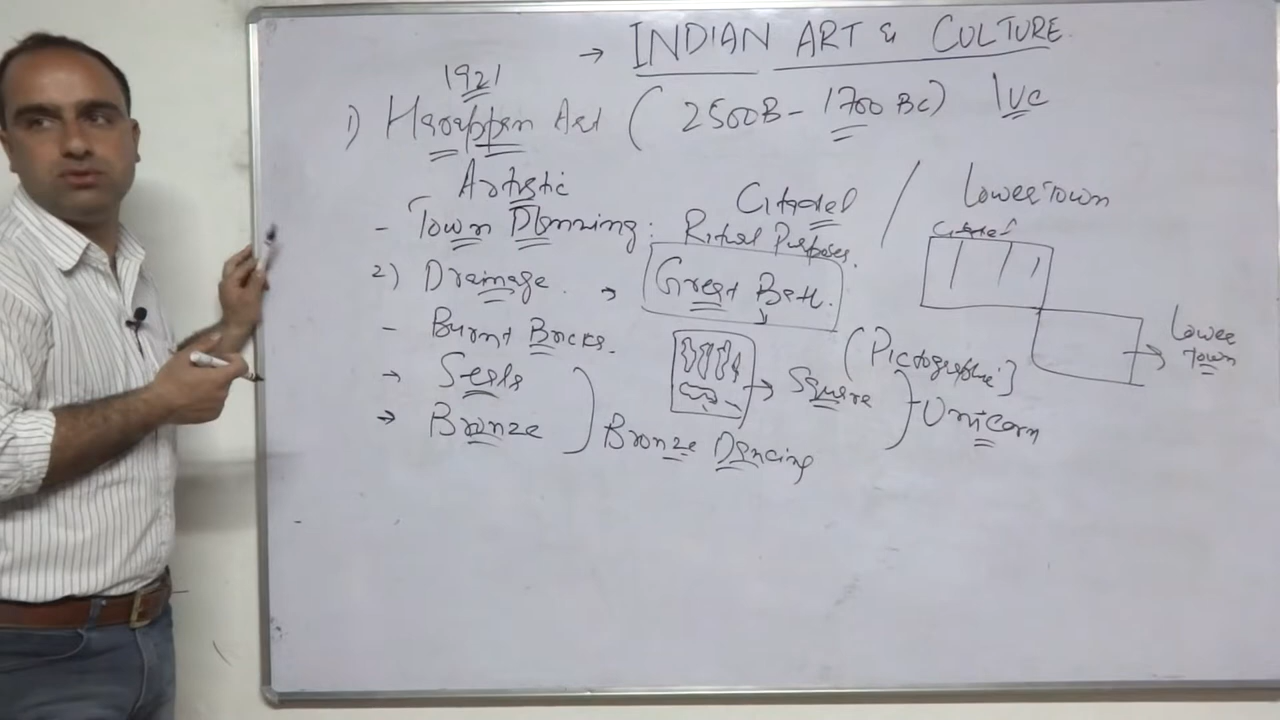 → INDIAN ART & CULTURE
1921
1) Harappan Art ( 2500B - 1700 BC) IVC
Artistic
- Town Planning : Citadel / Lower Town
Ritual Purposes.
Citadel
2) Drainage. → Great Bath.
- Burnt Bricks.
Lower Town
→ Seals → Square (Pictographic]
→ Bronze Bronze Dancing Unicorn